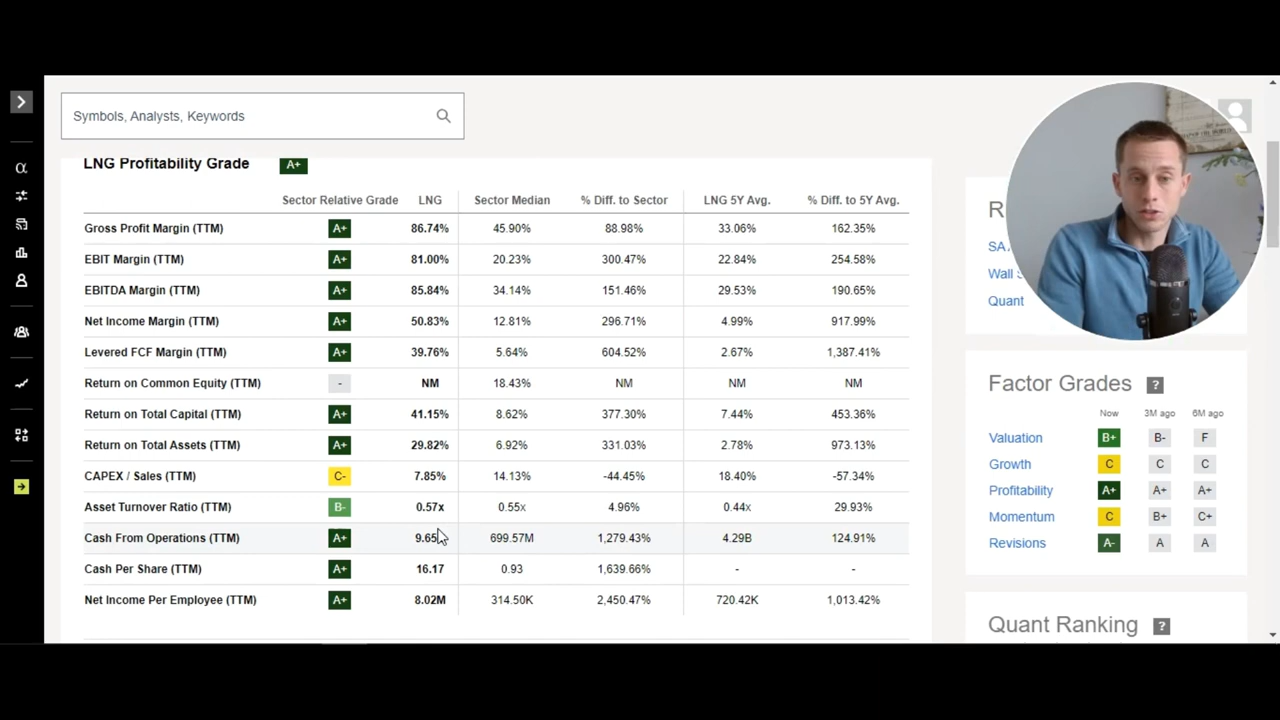 Symbols, Analysts, Keywords
LNG Profitability Grade A+
Sector Relative Grade LNG Sector Median % Diff. to Sector LNG 5Y Avg. % Diff. to 5Y Avg.
Gross Profit Margin (TTM) A+ 86.74% 45.90% 88.98% 33.06% 162.35%
EBIT Margin (TTM) A+ 81.00% 20.23% 300.47% 22.84% 254.58%
EBITDA Margin (TTM) A+ 85.84% 34.14% 151.46% 29.53% 190.65%
Net Income Margin (TTM) A+ 50.83% 12.81% 296.71% 4.99% 917.99%
Levered FCF Margin (TTM) A+ 39.76% 5.64% 604.52% 2.67% 1,387.41%
Return on Common Equity (TTM) - NM 18.43% NM NM NM
Return on Total Capital (TTM) A+ 41.15% 8.62% 377.30% 7.44% 453.36%
Return on Total Assets (TTM) A+ 29.82% 6.92% 331.03% 2.78% 973.13%
CAPEX / Sales (TTM) C- 7.85% 14.13% -44.45% 18.40% -57.34%
Asset Turnover Ratio (TTM) B- 0.57x 0.55x 4.96% 0.44x 29.93%
Cash From Operations (TTM) A+ 9.65 699.57M 1,279.43% 4.29B 124.91%
Cash Per Share (TTM) A+ 16.17 0.93 1,639.66% - -
Net Income Per Employee (TTM) A+ 8.02M 314.50K 2,450.47% 720.42K 1,013.42%
R
SA
Wall S
Quant
Factor Grades ?
Now 3M ago 6M ago
Valuation B+ B- F
Growth C C C
Profitability A+ A+ A+
Momentum C B+ C+
Revisions A- A A
Quant Ranking ?